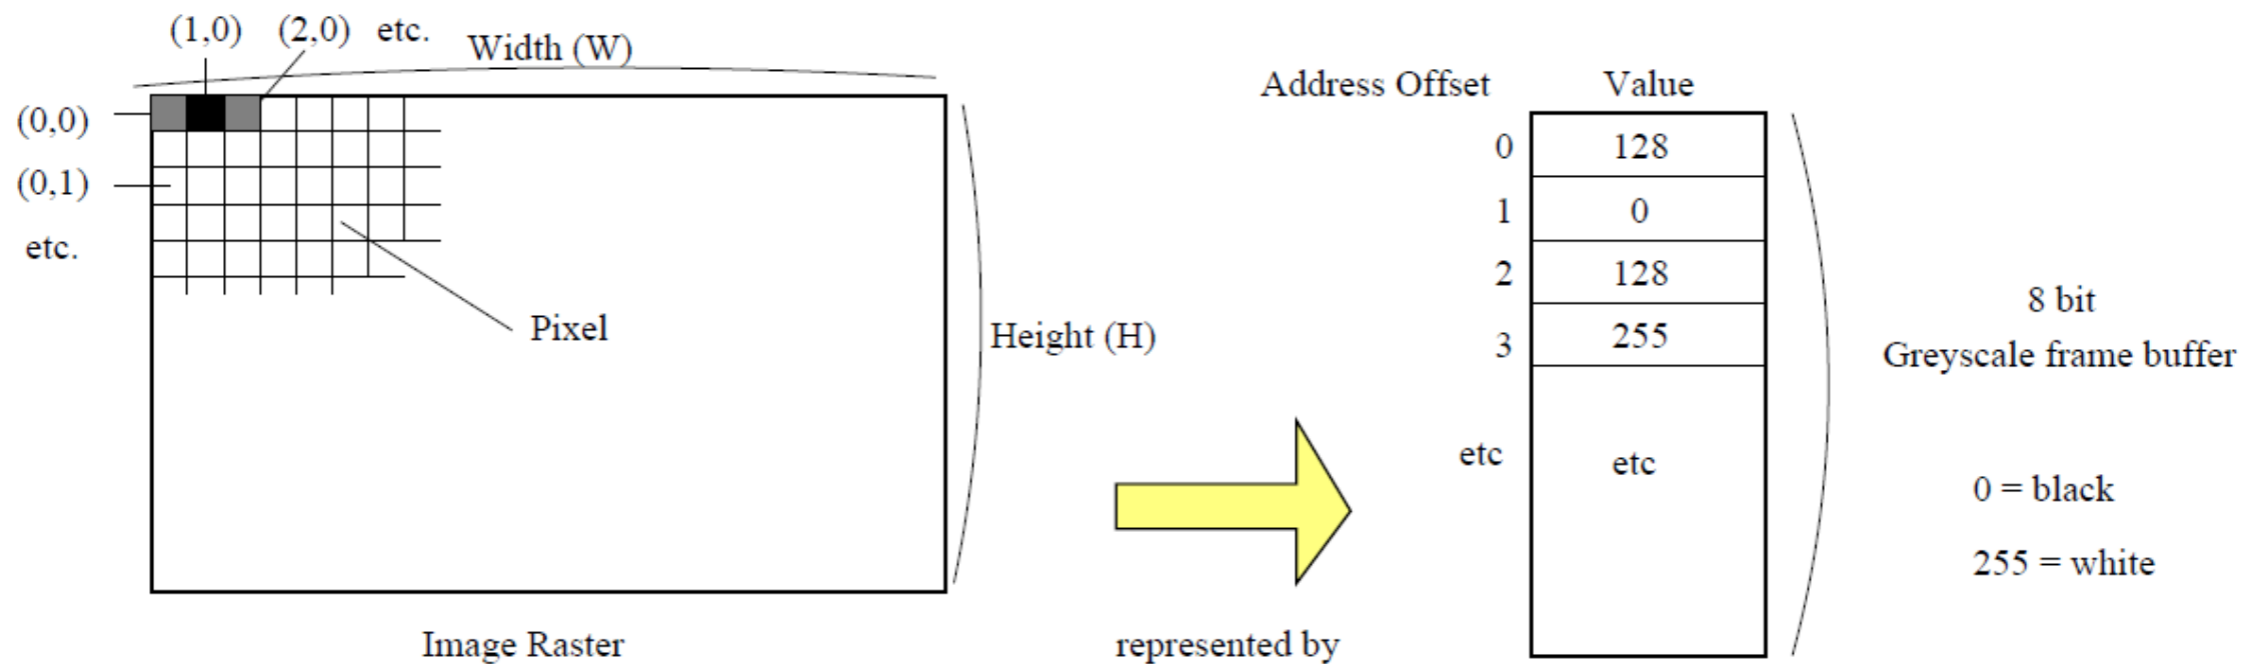 (1,0) (2,0) etc.
Width (W)
(0,0)
(0,1)
etc.
Pixel
Height (H)
Image Raster
represented by
Address Offset Value
0 128
1 0
2 128
3 255
etc etc
8 bit
Greyscale frame buffer
0 = black
255 = white